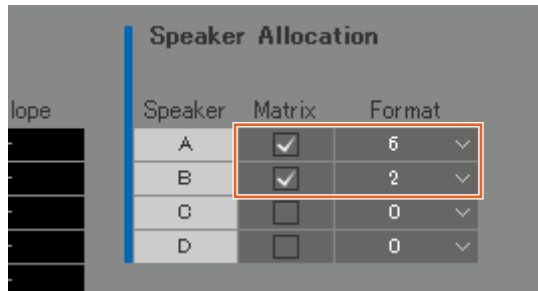 Speaker Allocation
lope Speaker Matrix Format
A 6
B 2
C 0
D 0